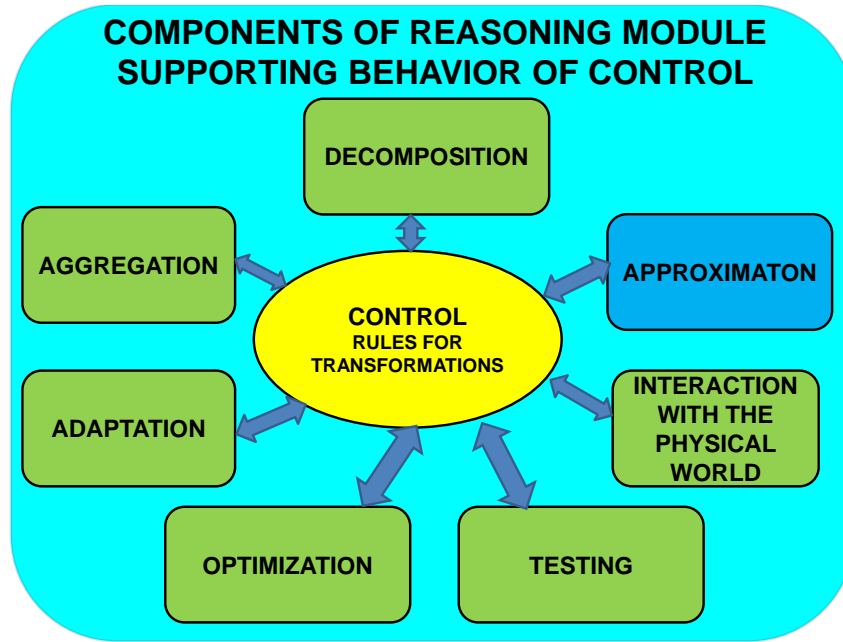 COMPONENTS OF REASONING MODULE
SUPPORTING BEHAVIOR OF CONTROL
DECOMPOSITION
AGGREGATION
APPROXIMATON
CONTROL
RULES FOR
TRANSFORMATIONS
ADAPTATION
INTERACTION
WITH THE
PHYSICAL
WORLD
OPTIMIZATION
TESTING